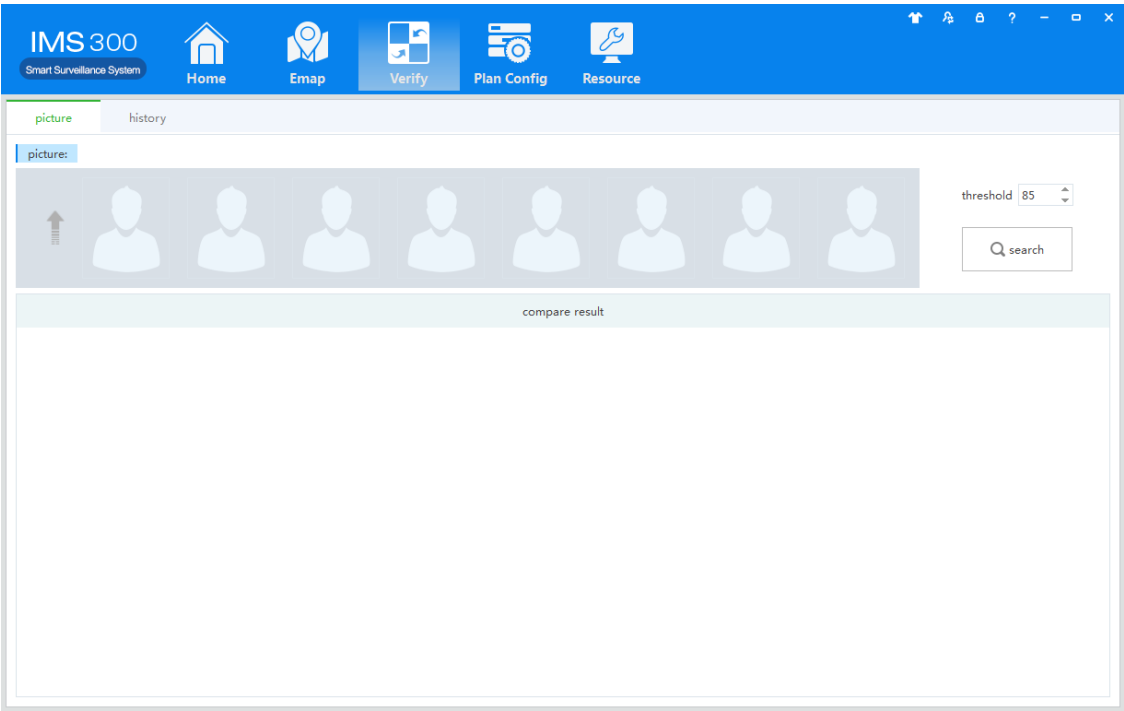 IMS 300
Smart Surveillance System
Home
Emap
Verify
Plan Config
Resource
?
picture
history
picture:
threshold 85
search
compare result